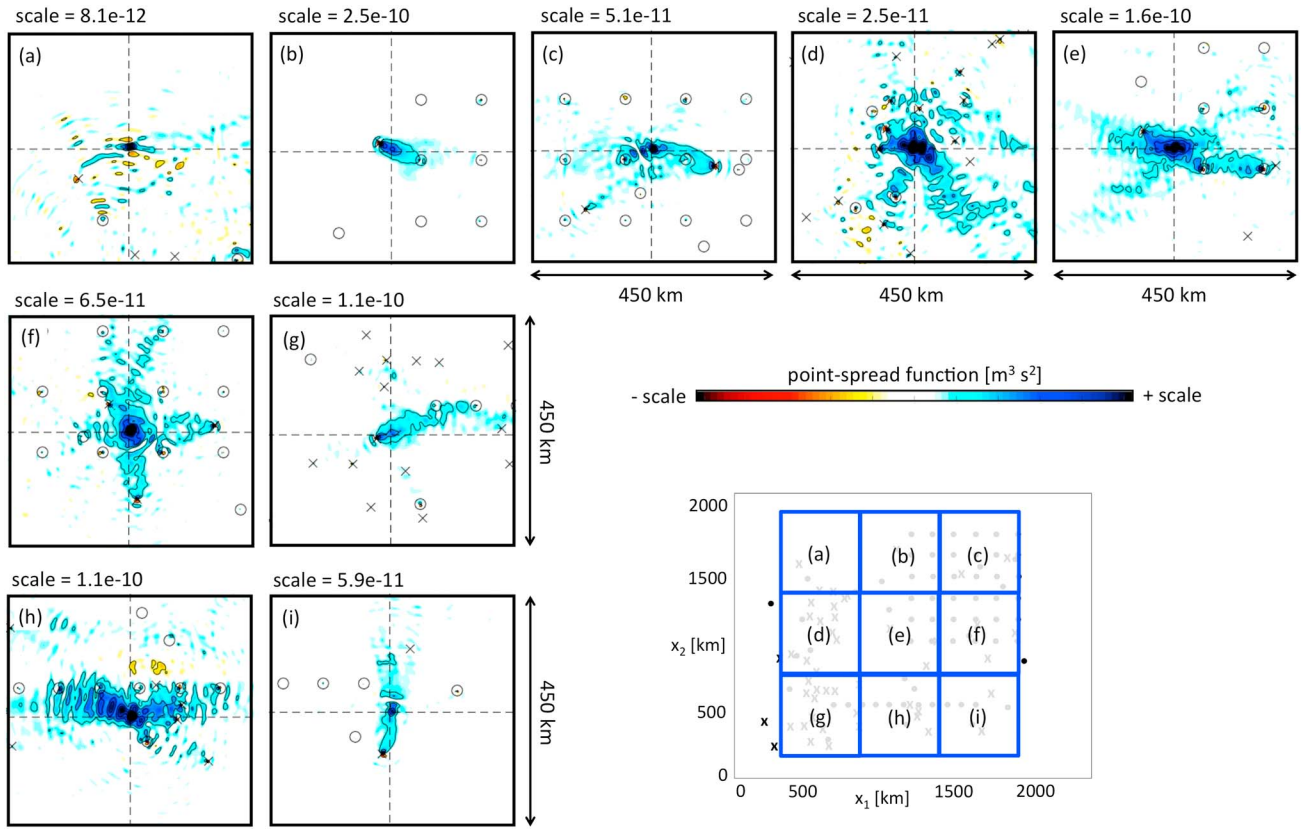 scale = 8.1e-12
scale = 2.5e-10
scale = 5.1e-11
scale = 2.5e-11
scale = 1.6e-10
(a)
(b)
(c)
(d)
(e)
450 km
450 km
450 km
scale = 6.5e-11
scale = 1.1e-10
(f)
(g)
450 km
point-spread function [m³ s²]
- scale
+ scale
scale = 1.1e-10
scale = 5.9e-11
(h)
(i)
450 km
2000
1500
x₂ [km]
500
0
(a)
(b)
(c)
(d)
(e)
(f)
(g)
(h)
(i)
0
500
1500
2000
x₁ [km]